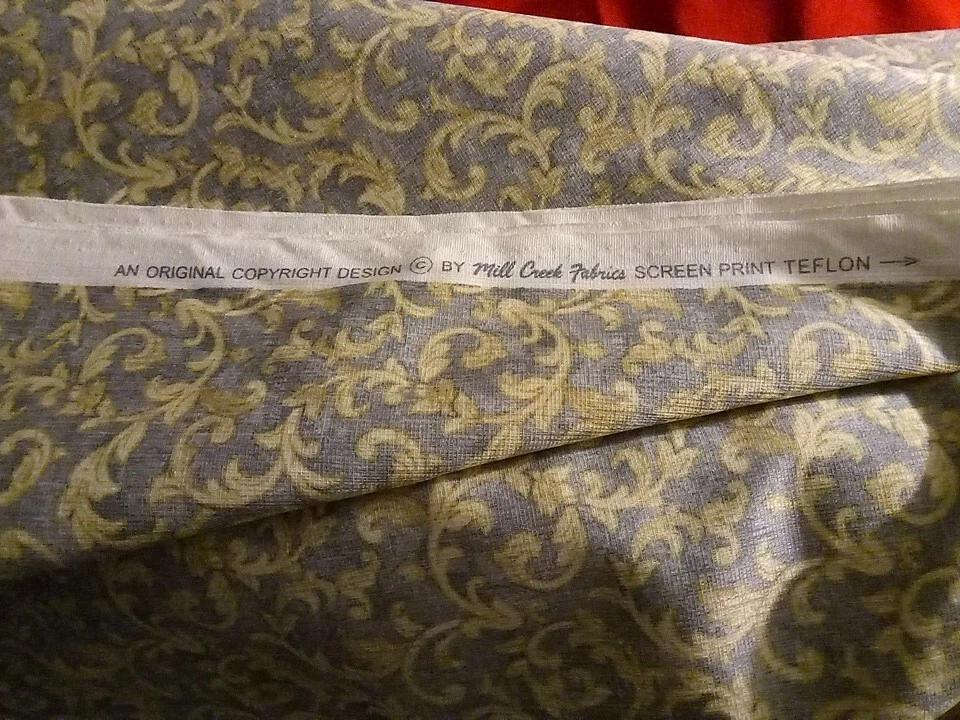 AN ORIGINAL COPYRIGHT DESIGN © BY Mill Creek Fabrics SCREEN PRINT TEFLON →